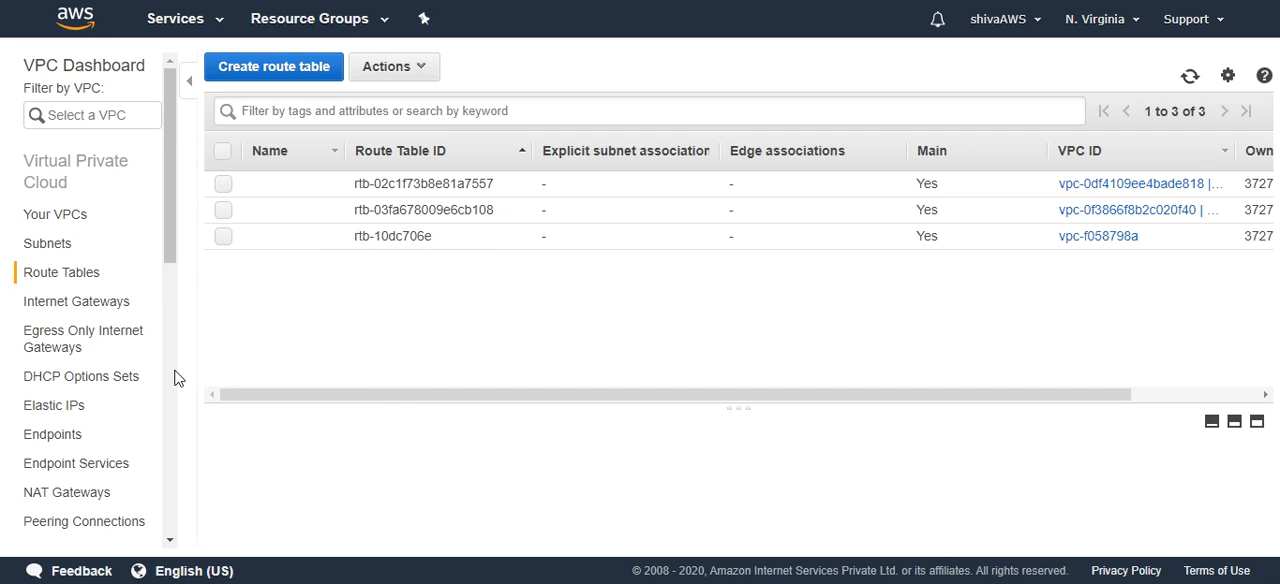 aws
Services
Resource Groups
shivaAWS
N. Virginia
Support
VPC Dashboard
Filter by VPC:
Select a VPC
Virtual Private
Cloud
Your VPCs
Subnets
Route Tables
Internet Gateways
Egress Only Internet
Gateways
DHCP Options Sets
Elastic IPs
Endpoints
Endpoint Services
NAT Gateways
Peering Connections
Create route table
Actions
Filter by tags and attributes or search by keyword
1 to 3 of 3
Name Route Table ID Explicit subnet association Edge associations Main VPC ID Own
rtb-02c1f73b8e81a7557 - - Yes vpc-0df4109ee4bade818 |... 3727
rtb-03fa678009e6cb108 - - Yes vpc-0f3866f8b2c020f40 | ... 3727
rtb-10dc706e - - Yes vpc-f058798a 3727
Feedback
English (US)
© 2008 - 2020, Amazon Internet Services Private Ltd. or its affiliates. All rights reserved.
Privacy Policy
Terms of Use